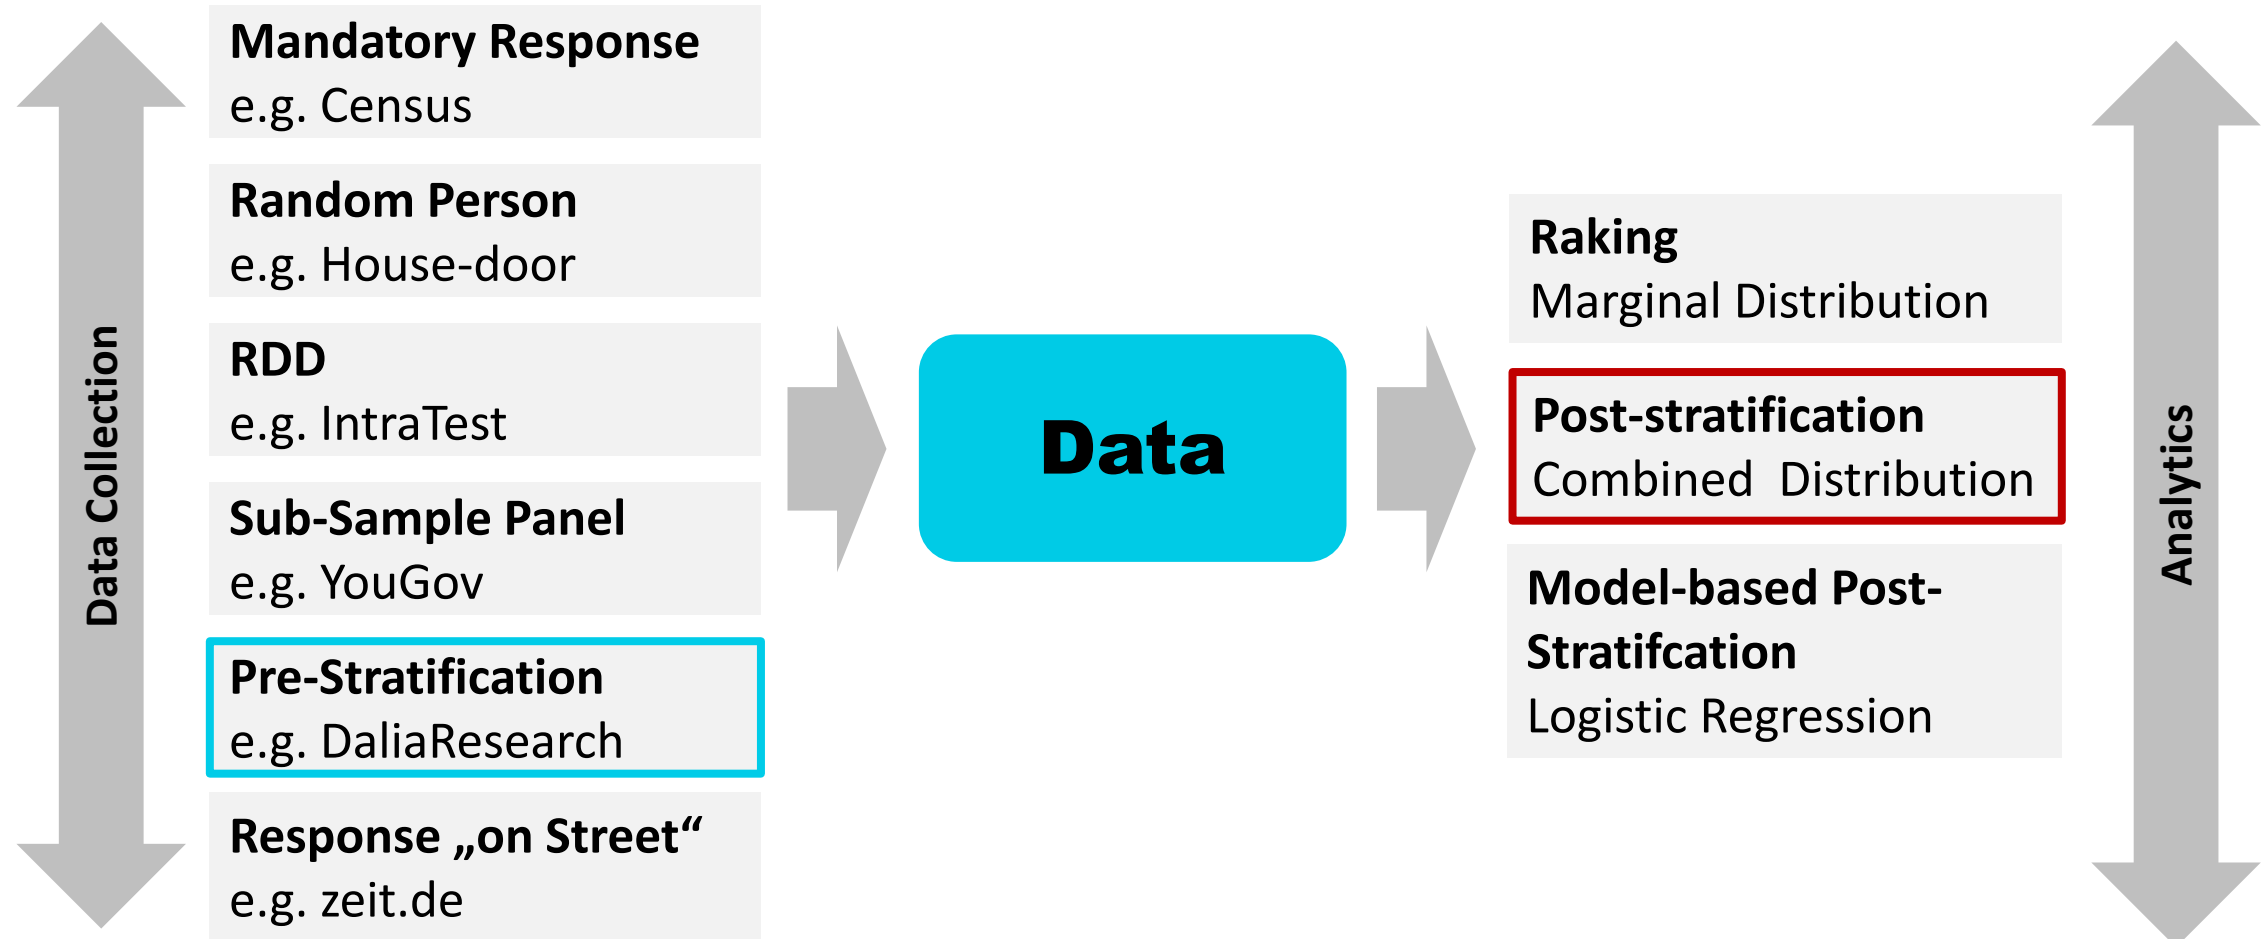 Data Collection
Mandatory Response
e.g. Census
Random Person
e.g. House-door
RDD
e.g. IntraTest
Sub-Sample Panel
e.g. YouGov
Pre-Stratification
e.g. DaliaResearch
Response „on Street“
e.g. zeit.de
Data
Raking
Marginal Distribution
Post-stratification
Combined  Distribution
Model-based Post-
Stratifcation
Logistic Regression
Analytics